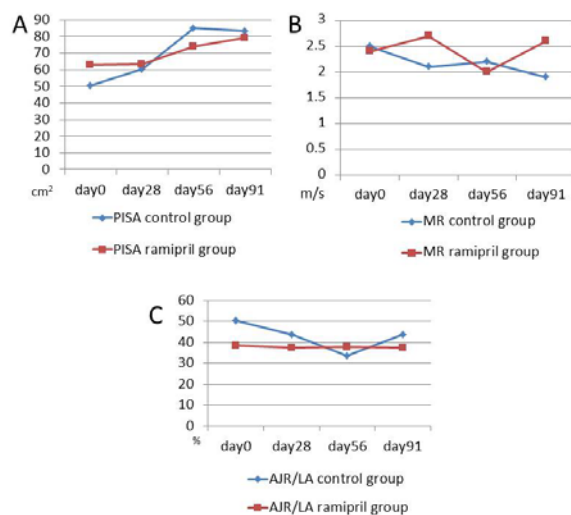 A
90
80
70
60
50
40
30
20
10
0
cm²
day0 day28 day56 day91
PISA control group
PISA ramipril group
B
3
2.5
2
1.5
1
0.5
0
m/s
day0 day28 day56 day91
MR control group
MR ramipril group
C
60
50
40
30
20
10
0
%
day0 day28 day56 day91
AJR/LA control group
AJR/LA ramipril group